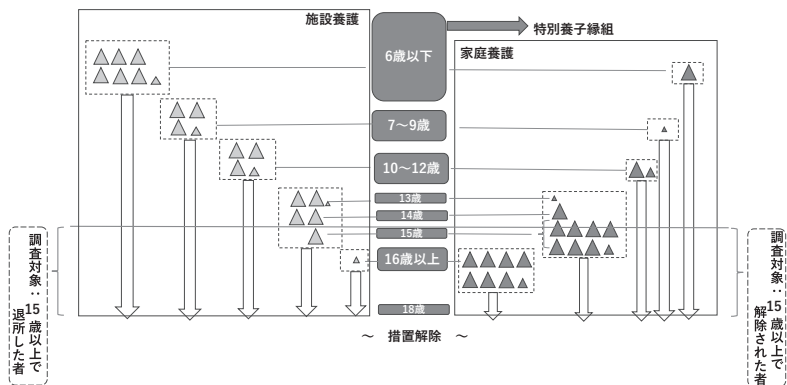 施設養護
特別養子縁組
家庭養護
6歳以下
7〜9歳
10〜12歳
13歳
14歳
15歳
16歳以上
18歳
〜 措置解除 〜
調査対象：15歳以上で
退所した者
調査対象：15歳以上で
解除された者